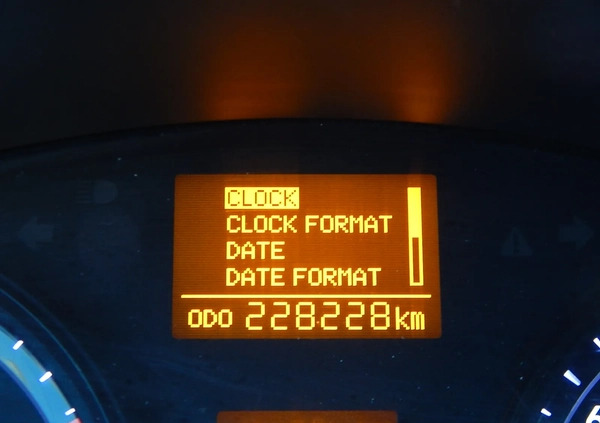 CLOCK
CLOCK FORMAT
DATE
DATE FORMAT
ODO 228228km